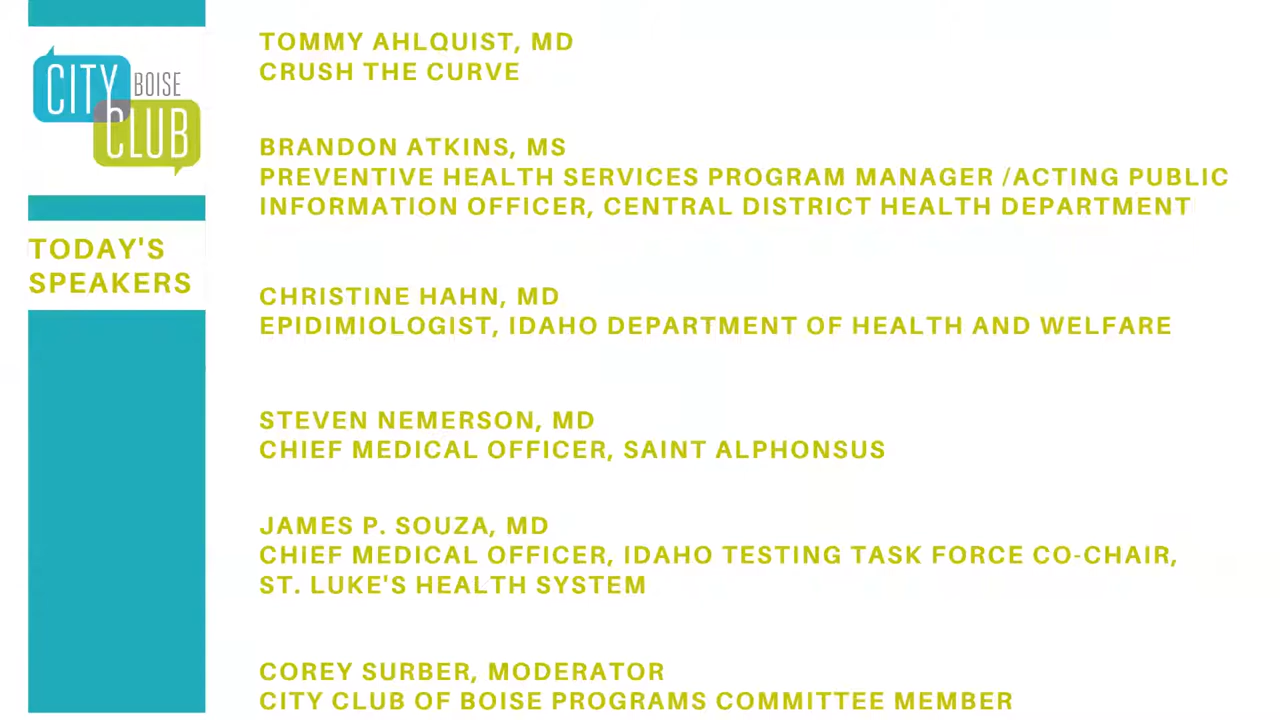 CITY BOISE
CLUB
TODAY'S
SPEAKERS
TOMMY AHLQUIST, MD
CRUSH THE CURVE
BRANDON ATKINS, MS
PREVENTIVE HEALTH SERVICES PROGRAM MANAGER /ACTING PUBLIC
INFORMATION OFFICER, CENTRAL DISTRICT HEALTH DEPARTMENT
CHRISTINE HAHN, MD
EPIDIMIOLOGIST, IDAHO DEPARTMENT OF HEALTH AND WELFARE
STEVEN NEMERSON, MD
CHIEF MEDICAL OFFICER, SAINT ALPHONSUS
JAMES P. SOUZA, MD
CHIEF MEDICAL OFFICER, IDAHO TESTING TASK FORCE CO-CHAIR,
ST. LUKE'S HEALTH SYSTEM
COREY SURBER, MODERATOR
CITY CLUB OF BOISE PROGRAMS COMMITTEE MEMBER